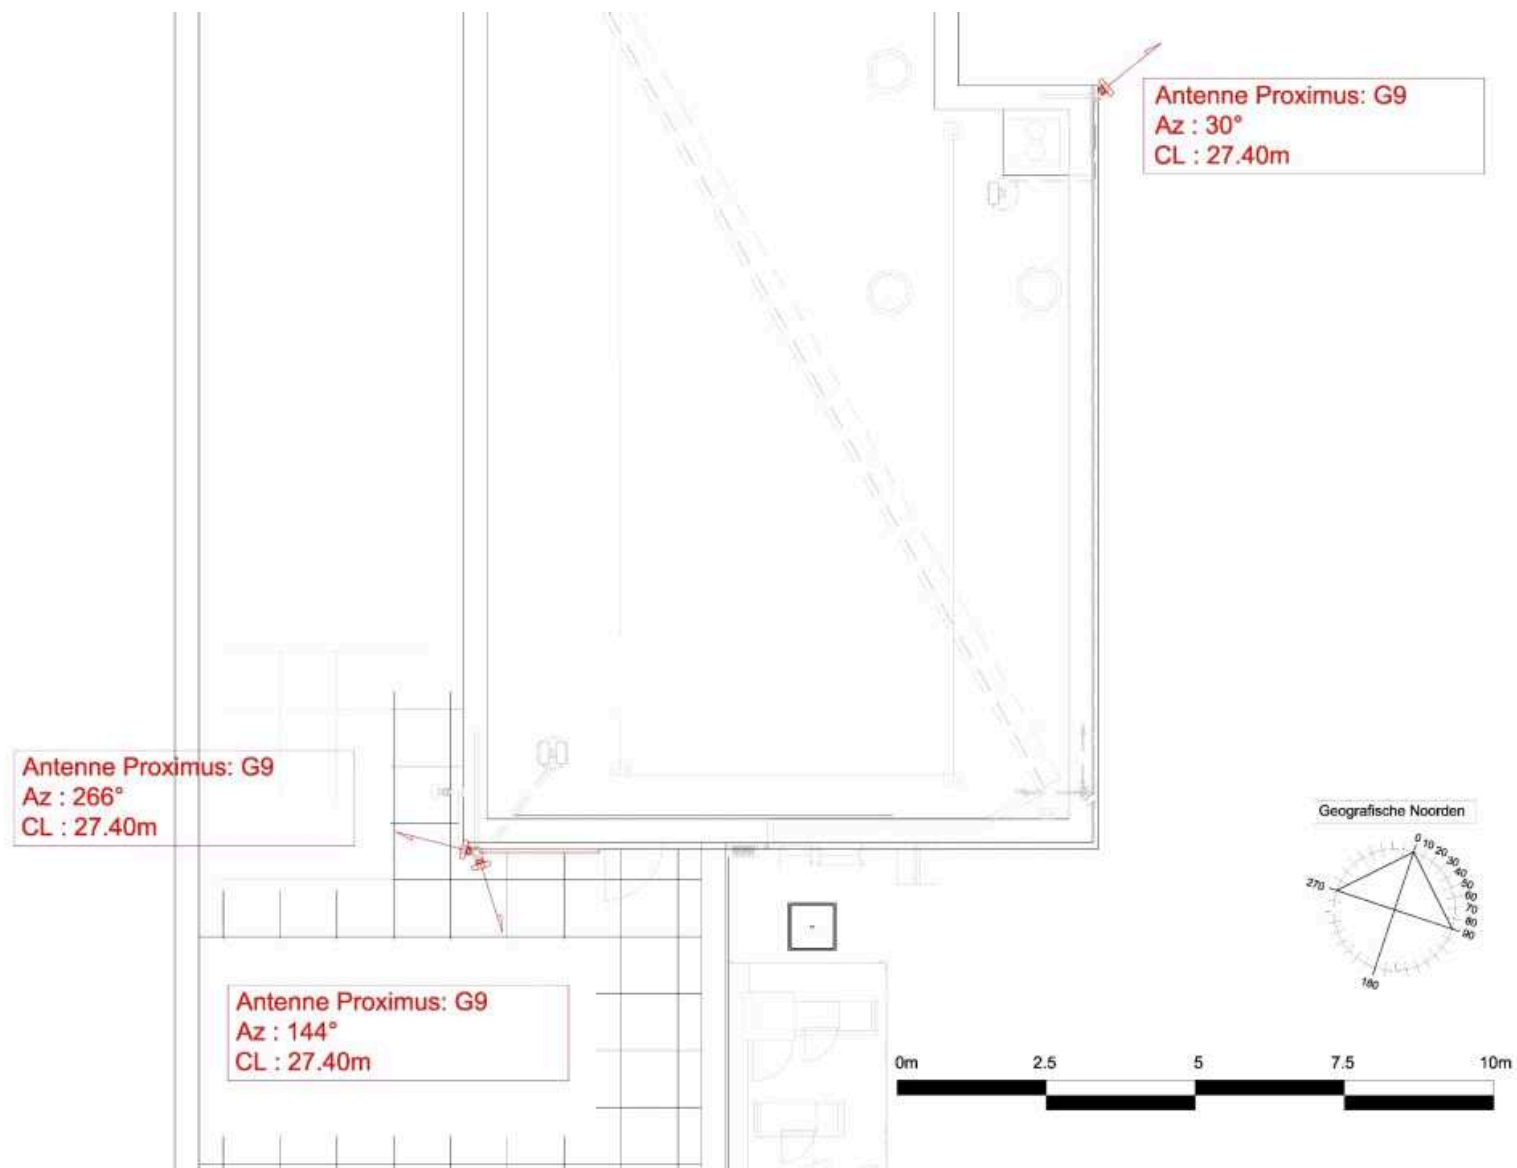 Antenne Proximus: G9
Az : 30°
CL : 27.40m
Antenne Proximus: G9
Az : 266°
CL : 27.40m
Geografische Noorden
0 10 20 30 40 50 60 70 80 90
270
180
Antenne Proximus: G9
Az : 144°
CL : 27.40m
0m 2.5 5 7.5 10m